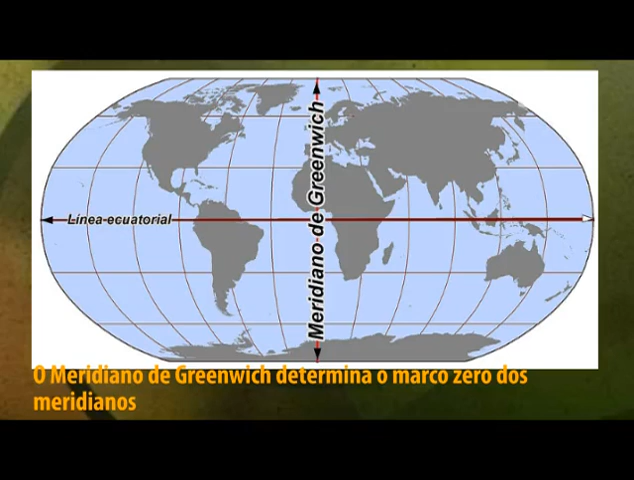 Meridiano de Greenwich
Línea ecuatorial
O Meridiano de Greenwich determina o marco zero dos
meridianos